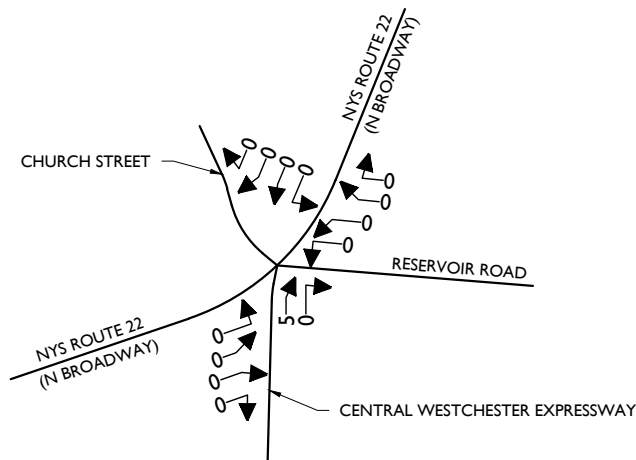 NYS ROUTE 22
(N BROADWAY)
CHURCH STREET
0
0
0
0
0
0
0
0
RESERVOIR ROAD
5
0
NYS ROUTE 22
(N BROADWAY)
0
0
0
0
CENTRAL WESTCHESTER EXPRESSWAY